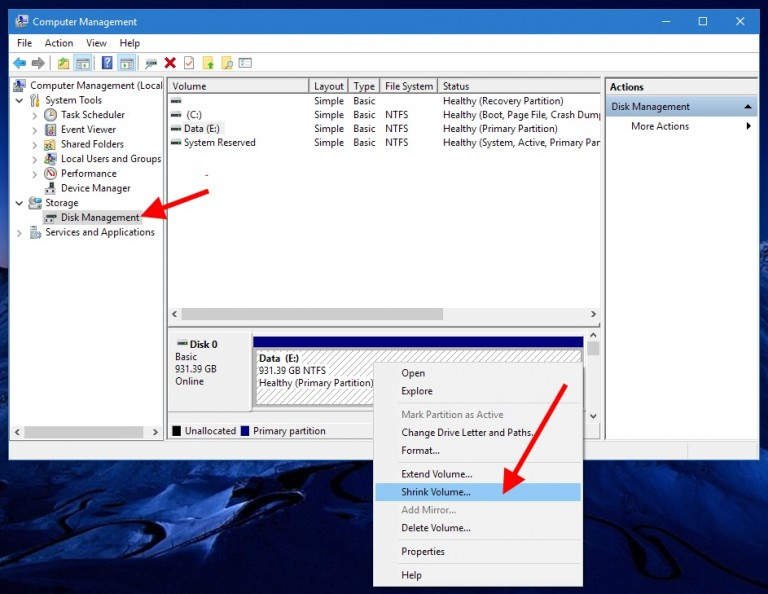 Computer Management
File Action View Help
Computer Management (Local
System Tools
Task Scheduler
Event Viewer
Shared Folders
Local Users and Groups
Performance
Device Manager
Storage
Disk Management
Services and Applications
Volume Layout Type File System Status
Simple Basic Healthy (Recovery Partition)
(C:) Simple Basic NTFS Healthy (Boot, Page File, Crash Dump
Data (E:) Simple Basic NTFS Healthy (Primary Partition)
System Reserved Simple Basic NTFS Healthy (System, Active, Primary Par
Actions
Disk Management
More Actions
Disk 0
Basic
931.39 GB
Online
Data (E:)
931.39 GB NTFS
Healthy (Primary Partition)
Unallocated Primary partition
Open
Explore
Mark Partition as Active
Change Drive Letter and Paths...
Format...
Extend Volume...
Shrink Volume...
Add Mirror...
Delete Volume...
Properties
Help